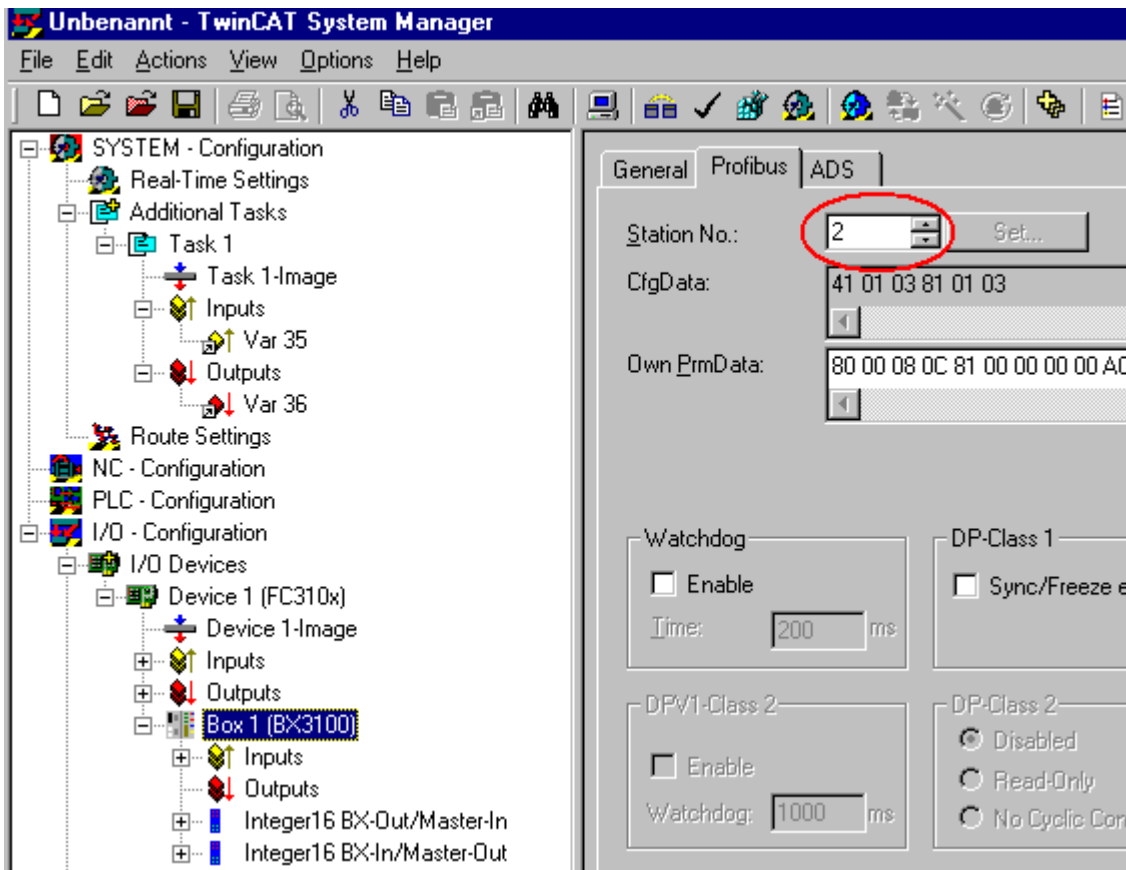 Unbenannt - TwinCAT System Manager
File Edit Actions View Options Help
SYSTEM - Configuration
Real-Time Settings
Additional Tasks
Task 1
Task 1-Image
Inputs
Var 35
Outputs
Var 36
Route Settings
NC - Configuration
PLC - Configuration
I/O - Configuration
I/O Devices
Device 1 (FC310x)
Device 1-Image
Inputs
Outputs
Box 1 (BX3100)
Inputs
Outputs
Integer16 BX-Out/Master-In
Integer16 BX-In/Master-Out
General Profibus ADS
Station No.: 2 Set...
CfgData: 41 01 03 81 01 03
Own PrmData: 80 00 08 0C 81 00 00 00 00
Watchdog
Enable
Time: 200 ms
DP-Class 1
Sync/Freeze
DPV1-Class 2
Enable
Watchdog: 1000 ms
DP-Class 2
Disabled
Read-Only
No Cyclic